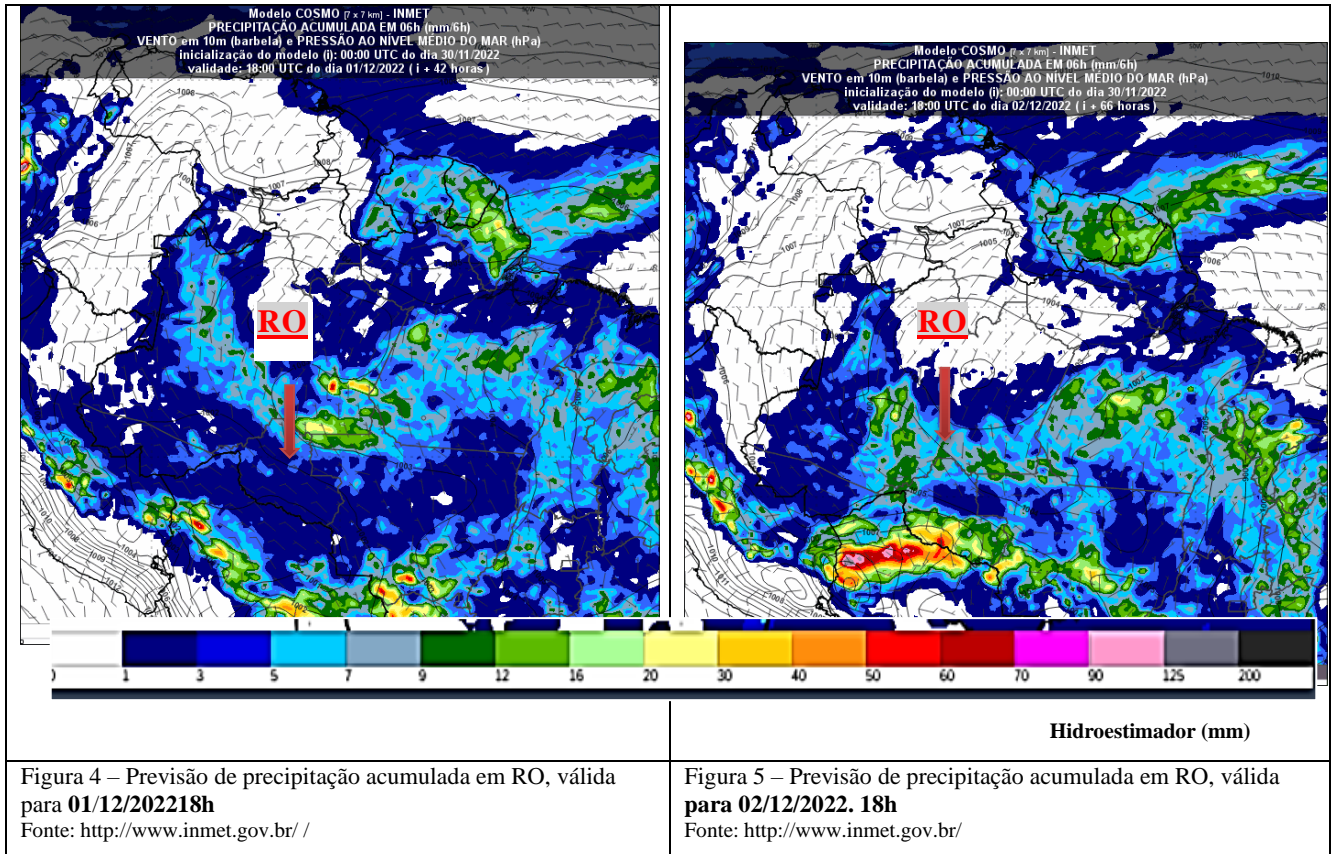 Modelo COSMO [7 x 7 km] - INMET
PRECIPITAÇÃO ACUMULADA EM 06h (mm/6h)
VENTO em 10m (barbela) e PRESSÃO AO NÍVEL MÉDIO DO MAR (hPa)
inicialização do modelo (i): 00:00 UTC do dia 30/11/2022
validade: 18:00 UTC do dia 01/12/2022 ( i + 42 horas )
RO
Modelo COSMO [7 x 7 km] - INMET
PRECIPITAÇÃO ACUMULADA EM 06h (mm/6h)
VENTO em 10m (barbela) e PRESSÃO AO NÍVEL MÉDIO DO MAR (hPa)
inicialização do modelo (i): 00:00 UTC do dia 30/11/2022
validade: 18:00 UTC do dia 02/12/2022 ( i + 66 horas )
RO
1 3 5 7 9 12 16 20 30 40 50 60 70 90 125 200
Hidroestimador (mm)
Figura 4 – Previsão de precipitação acumulada em RO, válida
para 01/12/202218h
Fonte: http://www.inmet.gov.br/ /
Figura 5 – Previsão de precipitação acumulada em RO, válida
para 02/12/2022. 18h
Fonte: http://www.inmet.gov.br/